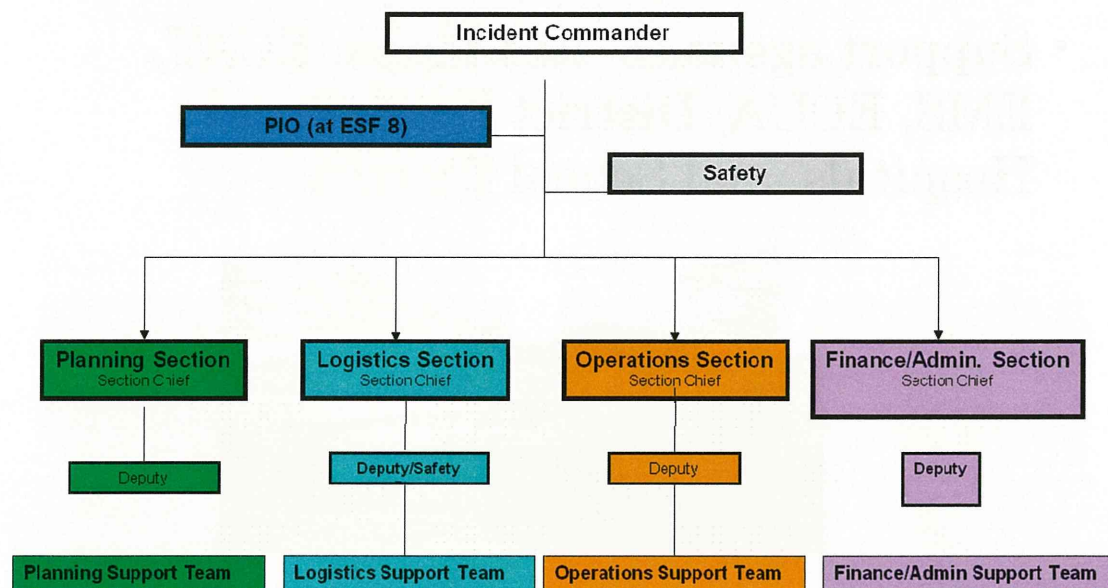 Incident Commander
PIO (at ESF 8)
Safety
Planning Section
Section Chief
Logistics Section
Section Chief
Operations Section
Section Chief
Finance/Admin. Section
Section Chief
Deputy
Deputy/Safety
Deputy
Deputy
Planning Support Team
Logistics Support Team
Operations Support Team
Finance/Admin Support Team